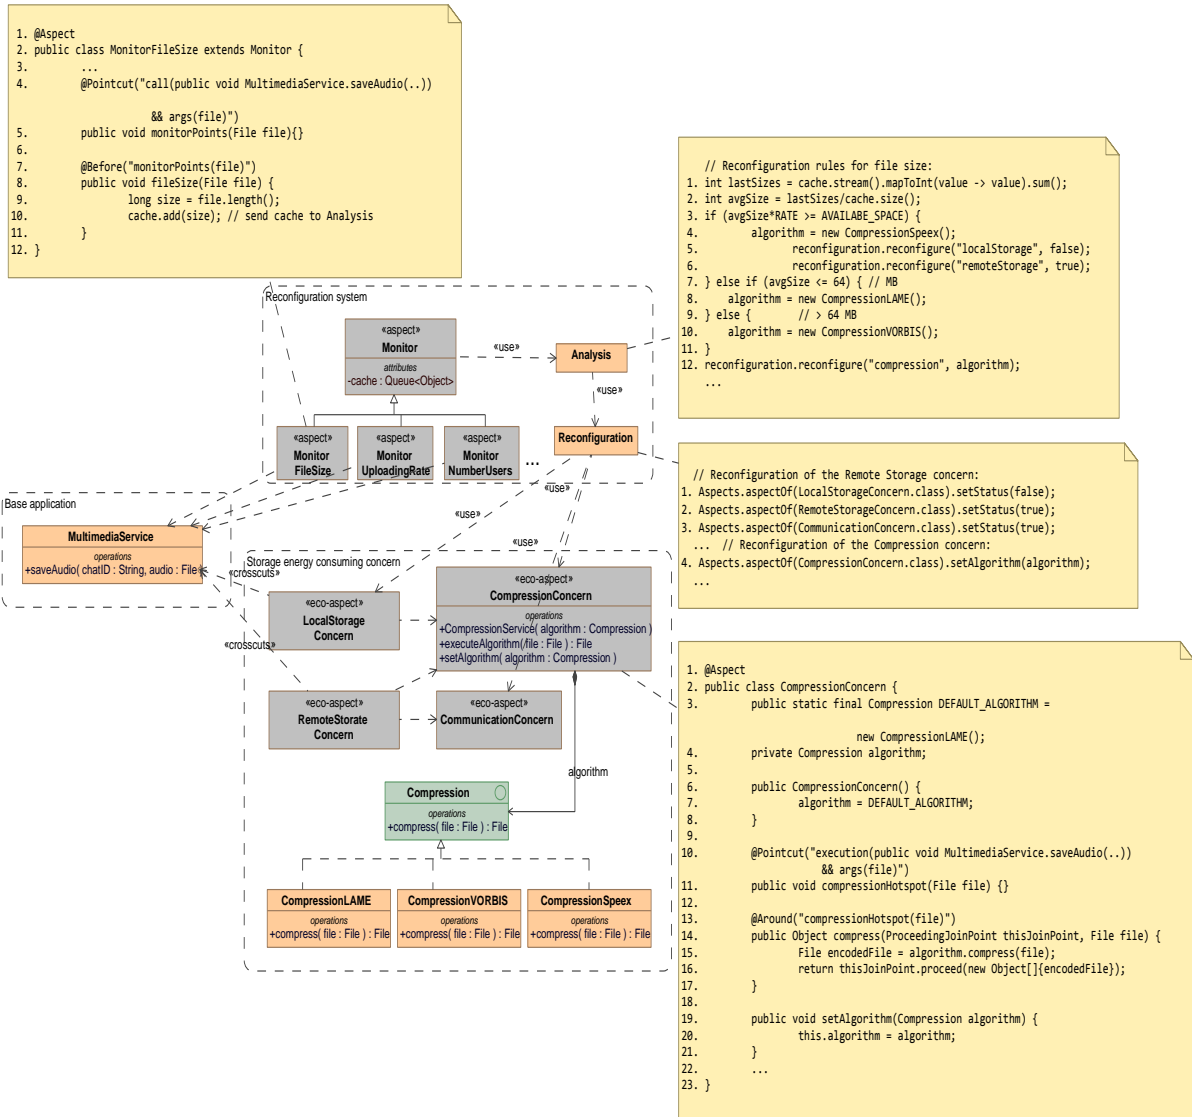 1. @Aspect
2. public class MonitorFileSize extends Monitor {
3. ...
4. @Pointcut("call(public void MultimediaService.saveAudio(..))
&& args(file)")
5. public void monitorPoints(File file){}
6.
7. @Before("monitorPoints(file)")
8. public void fileSize(File file) {
9. long size = file.length();
10. cache.add(size); // send cache to Analysis
11. }
12. }
// Reconfiguration rules for file size:
1. int lastSizes = cache.stream().mapToInt(value -> value).sum();
2. int avgSize = lastSizes/cache.size();
3. if (avgSize*RATE >= AVAILABE_SPACE) {
4. algorithm = new CompressionSpeex();
5. reconfiguration.reconfigure("localStorage", false);
6. reconfiguration.reconfigure("remoteStorage", true);
7. } else if (avgSize <= 64) { // MB
8. algorithm = new CompressionLAME();
9. } else { // > 64 MB
10. algorithm = new CompressionVORBIS();
11. }
12. reconfiguration.reconfigure("compression", algorithm);
...
Reconfiguration system
«aspect»
Monitor
attributes
-cache : Queue<Object>
«use»
Analysis
«use»
«aspect»
Monitor
FileSize
«aspect»
Monitor
UploadingRate
«aspect»
Monitor
NumberUsers
...
Reconfiguration
«use»
«use»
«use»
// Reconfiguration of the Remote Storage concern:
1. Aspects.aspectOf(LocalStorageConcern.class).setStatus(false);
2. Aspects.aspectOf(RemoteStorageConcern.class).setStatus(true);
3. Aspects.aspectOf(CommunicationConcern.class).setStatus(true);
... // Reconfiguration of the Compression concern:
4. Aspects.aspectOf(CompressionConcern.class).setAlgorithm(algorithm);
...
Base application
MultimediaService
operations
+saveAudio( chatID : String, audio : File)
Storage energy consuming concern
«crosscuts»
«crosscuts»
«eco-aspect»
LocalStorage
Concern
«eco-aspect»
CompressionConcern
operations
+CompressionService( algorithm : Compression )
+executeAlgorithm( file : File ) : File
+setAlgorithm( algorithm : Compression )
«eco-aspect»
RemoteStorate
Concern
«eco-aspect»
CommunicationConcern
algorithm
Compression
operations
+compress( file : File ) : File
CompressionLAME
operations
+compress( file : File ) : File
CompressionVORBIS
operations
+compress( file : File ) : File
CompressionSpeex
operations
+compress( file : File ) : File
1. @Aspect
2. public class CompressionConcern {
3. public static final Compression DEFAULT_ALGORITHM =
new CompressionLAME();
4. private Compression algorithm;
5.
6. public CompressionConcern() {
7. algorithm = DEFAULT_ALGORITHM;
8. }
9.
10. @Pointcut("execution(public void MultimediaService.saveAudio(..))
&& args(file)")
11. public void compressionHotspot(File file) {}
12.
13. @Around("compressionHotspot(file)")
14. public Object compress(ProceedingJoinPoint thisJoinPoint, File file) {
15. File encodedFile = algorithm.compress(file);
16. return thisJoinPoint.proceed(new Object[]{encodedFile});
17. }
18.
19. public void setAlgorithm(Compression algorithm) {
20. this.algorithm = algorithm;
21. }
22. ...
23. }